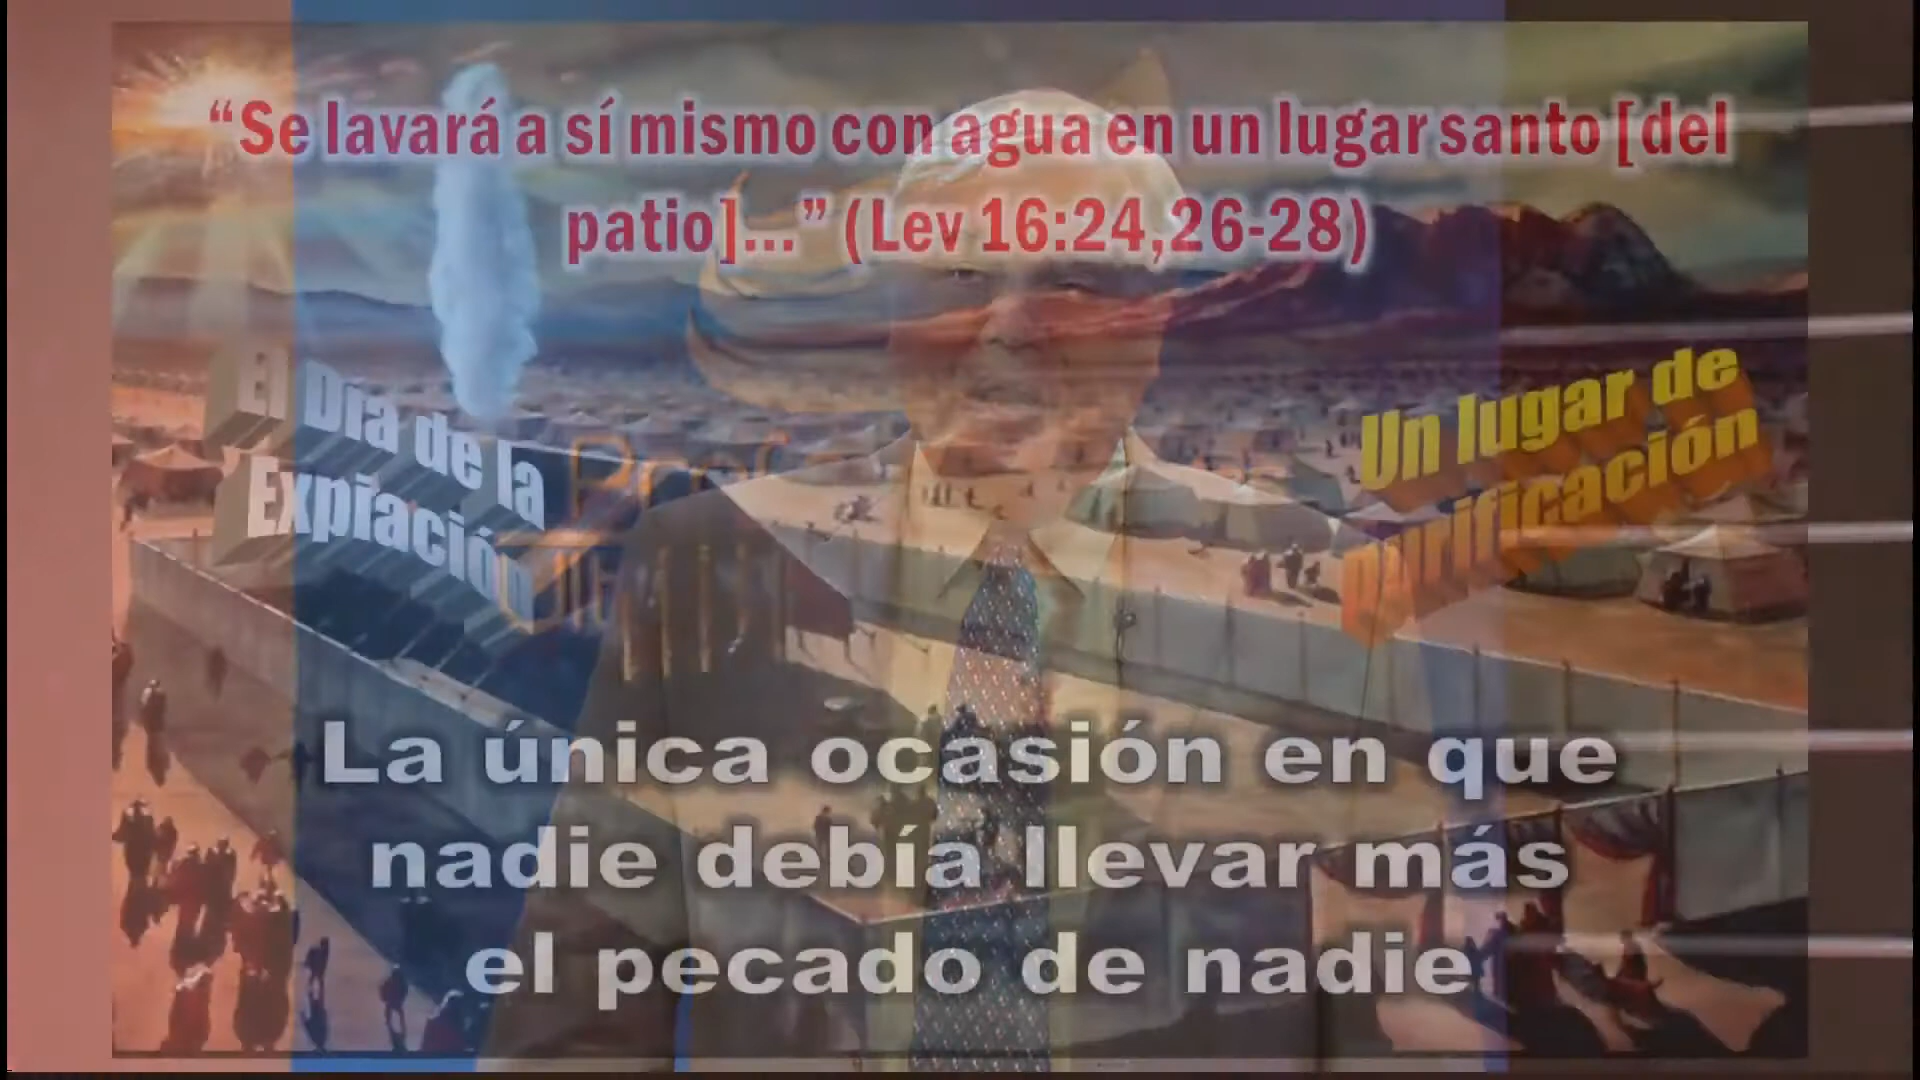 “Se lavará a sí mismo con agua en un lugar santo [del
patio]...” (Lev 16:24,26-28)
El Día de la
Expiación
Un lugar de
purificación
La única ocasión en que
nadie debía llevar más
el pecado de nadie